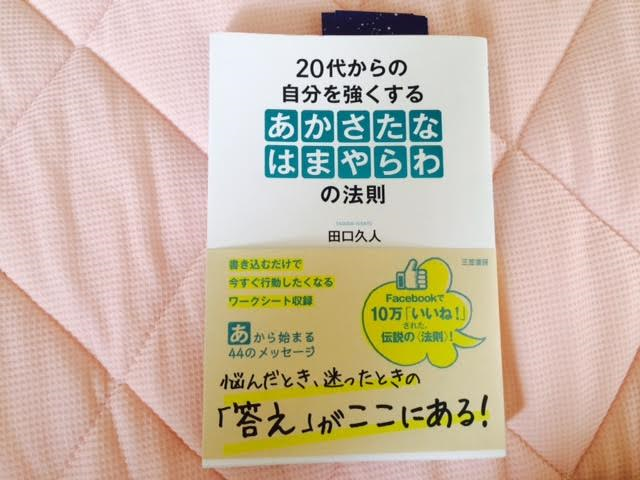 20代からの
自分を強くする
あかさたな
はまやらわ
の法則
田口久人
三笠書房
書き込むだけで
今すぐ行動したくなる
ワークシート収録
Facebookで
10万「いいね!」
された、
伝説の〈法則〉!
あから始まる
44のメッセージ
悩んだとき、迷ったときの
「答え」がここにある!